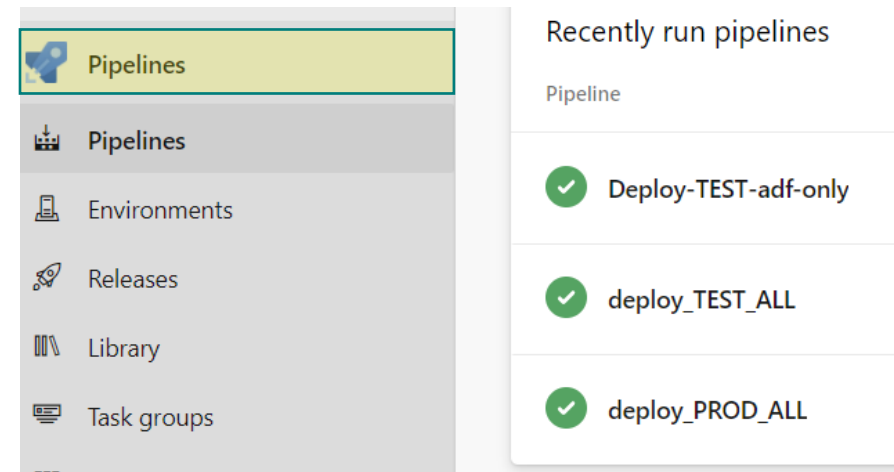 Pipelines
Pipelines
Environments
Releases
Library
Task groups
Recently run pipelines
Pipeline
Deploy-TEST-adf-only
deploy_TEST_ALL
deploy_PROD_ALL